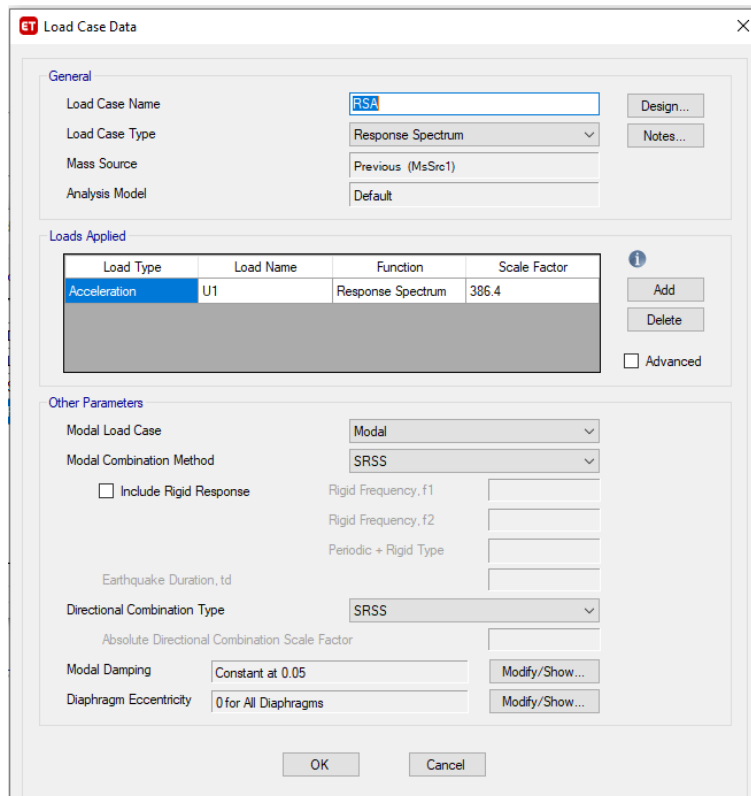 ET Load Case Data
General
Load Case Name RSA Design...
Load Case Type Response Spectrum Notes...
Mass Source Previous (MsSrc1)
Analysis Model Default
Loads Applied
Load Type Load Name Function Scale Factor
Acceleration U1 Response Spectrum 386.4
Add
Delete
Advanced
Other Parameters
Modal Load Case Modal
Modal Combination Method SRSS
Include Rigid Response Rigid Frequency, f1
Rigid Frequency, f2
Periodic + Rigid Type
Earthquake Duration, td
Directional Combination Type SRSS
Absolute Directional Combination Scale Factor
Modal Damping Constant at 0.05 Modify/Show...
Diaphragm Eccentricity 0 for All Diaphragms Modify/Show...
OK Cancel